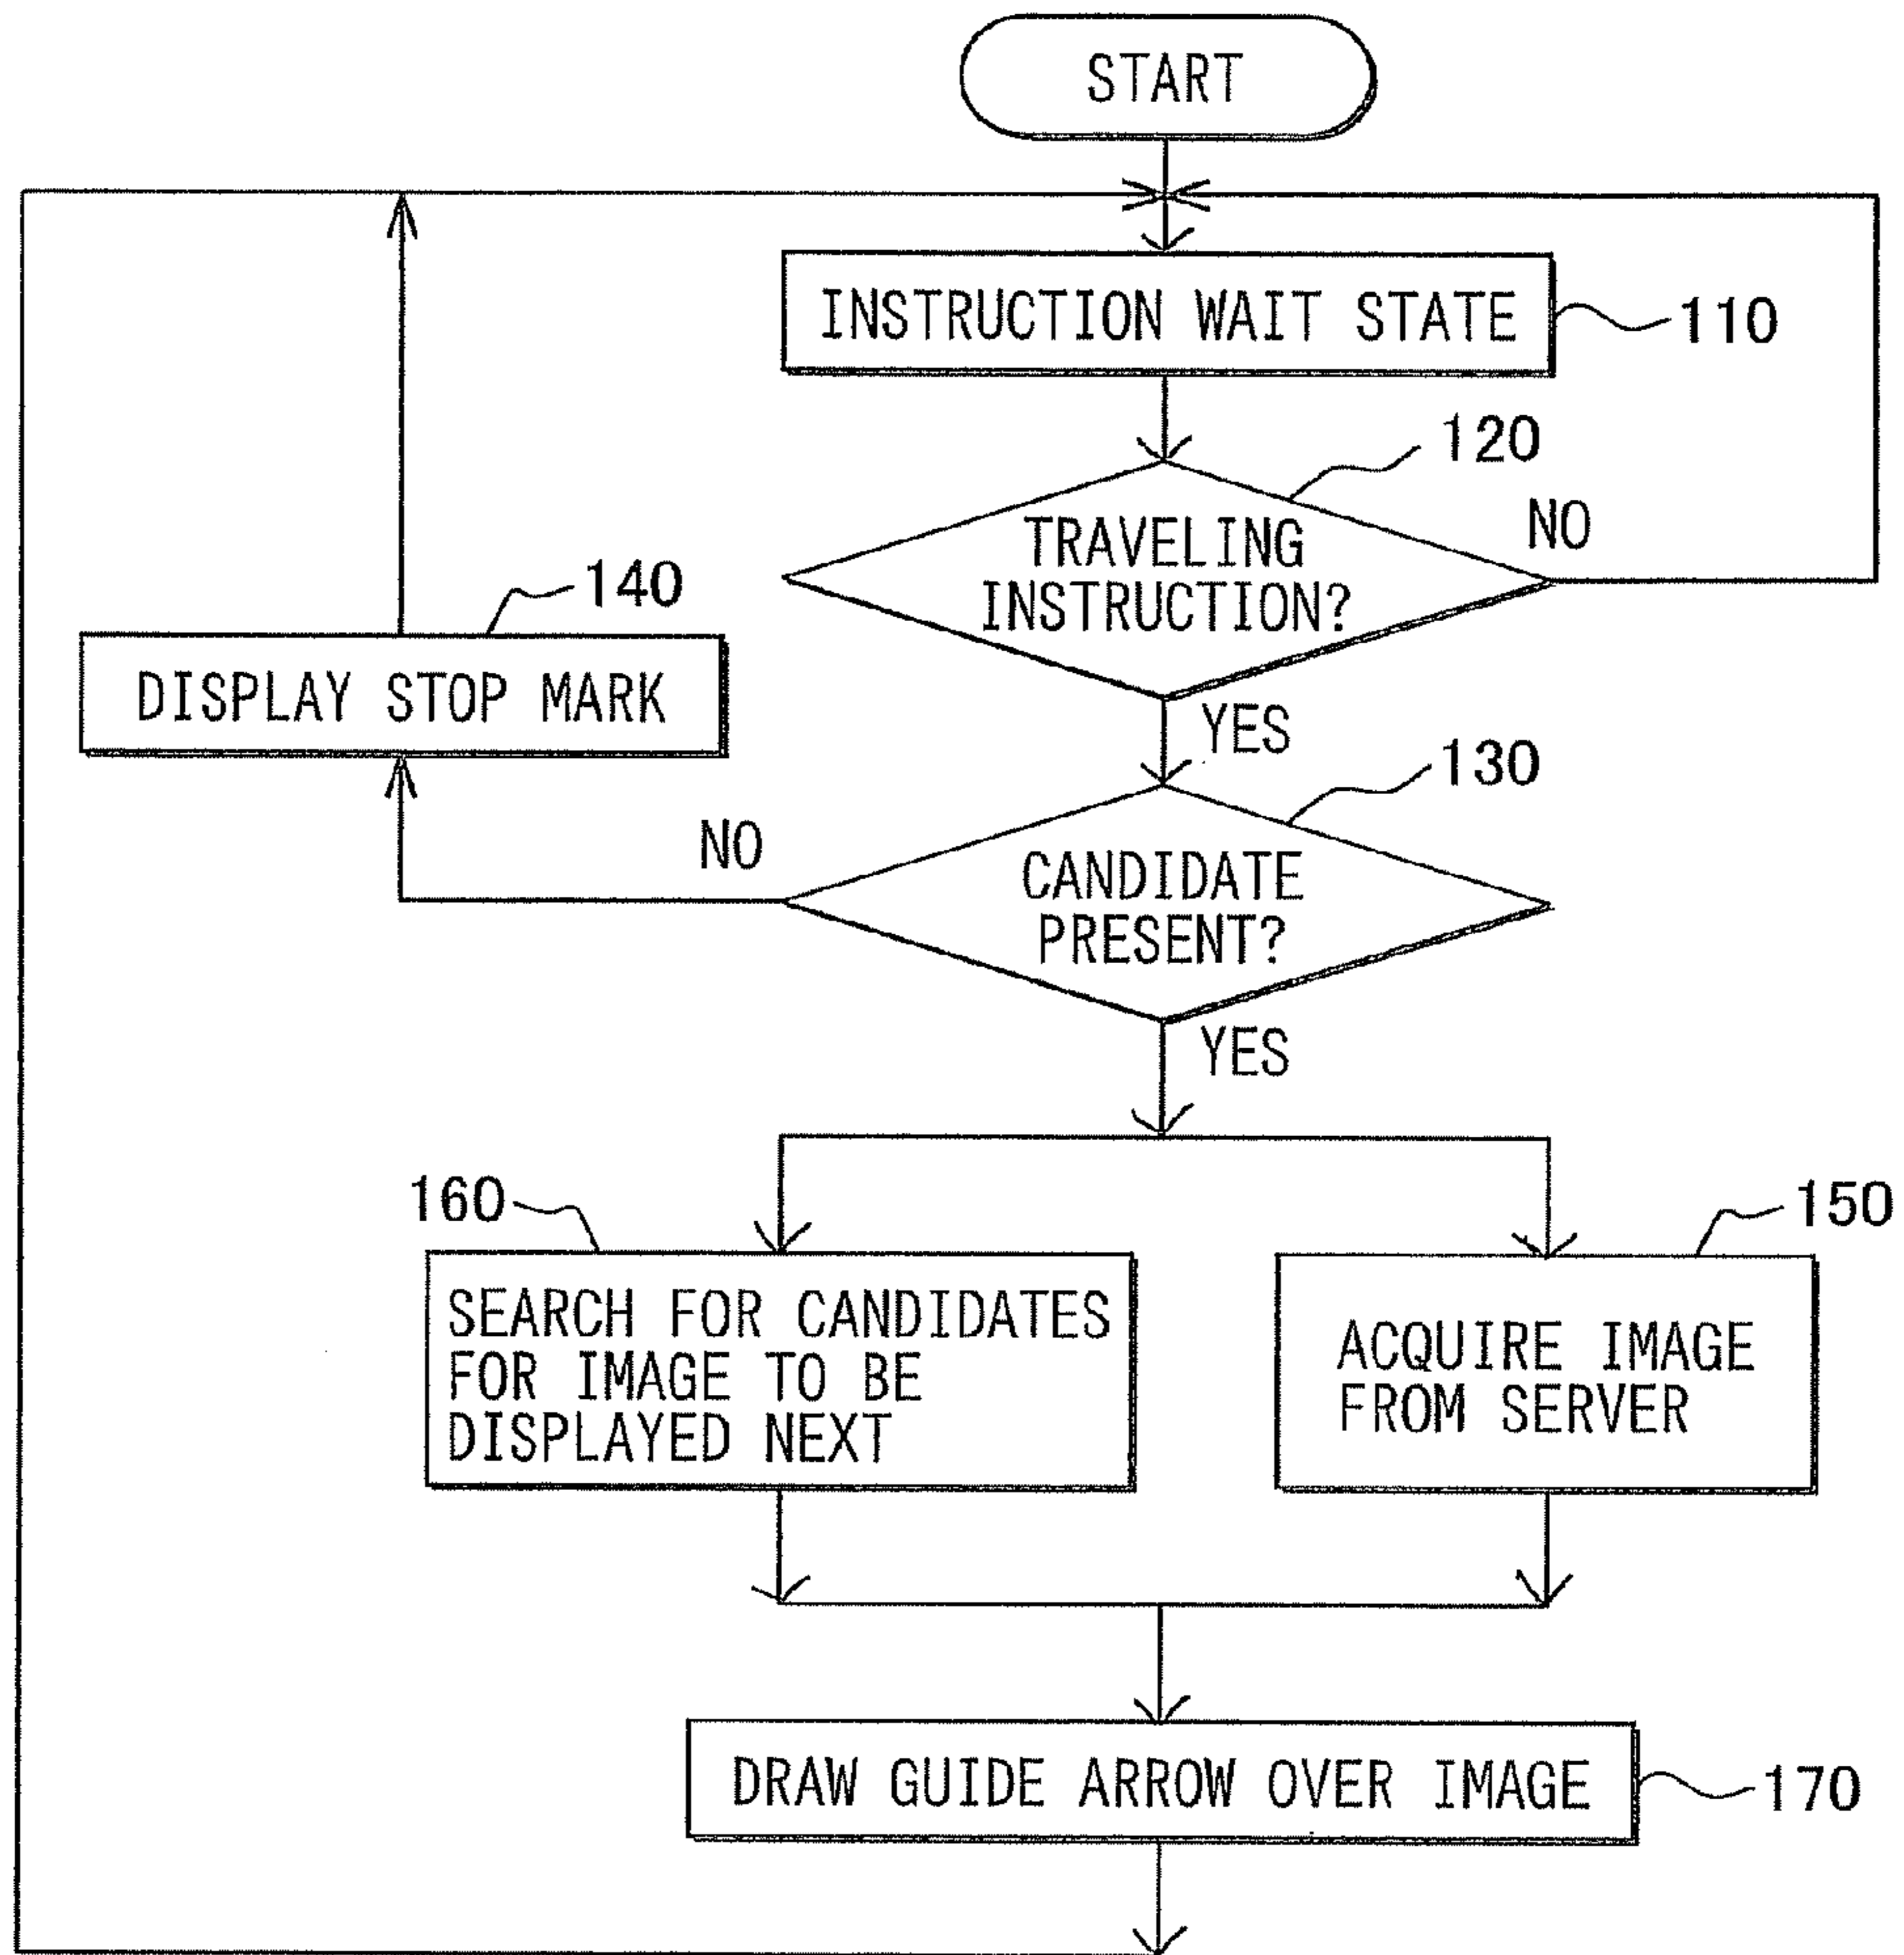 START
INSTRUCTION WAIT STATE
110
120
TRAVELING
INSTRUCTION?
NO
140
DISPLAY STOP MARK
YES
130
NO
CANDIDATE
PRESENT?
YES
160
150
SEARCH FOR CANDIDATES
FOR IMAGE TO BE
DISPLAYED NEXT
ACQUIRE IMAGE
FROM SERVER
DRAW GUIDE ARROW OVER IMAGE
170